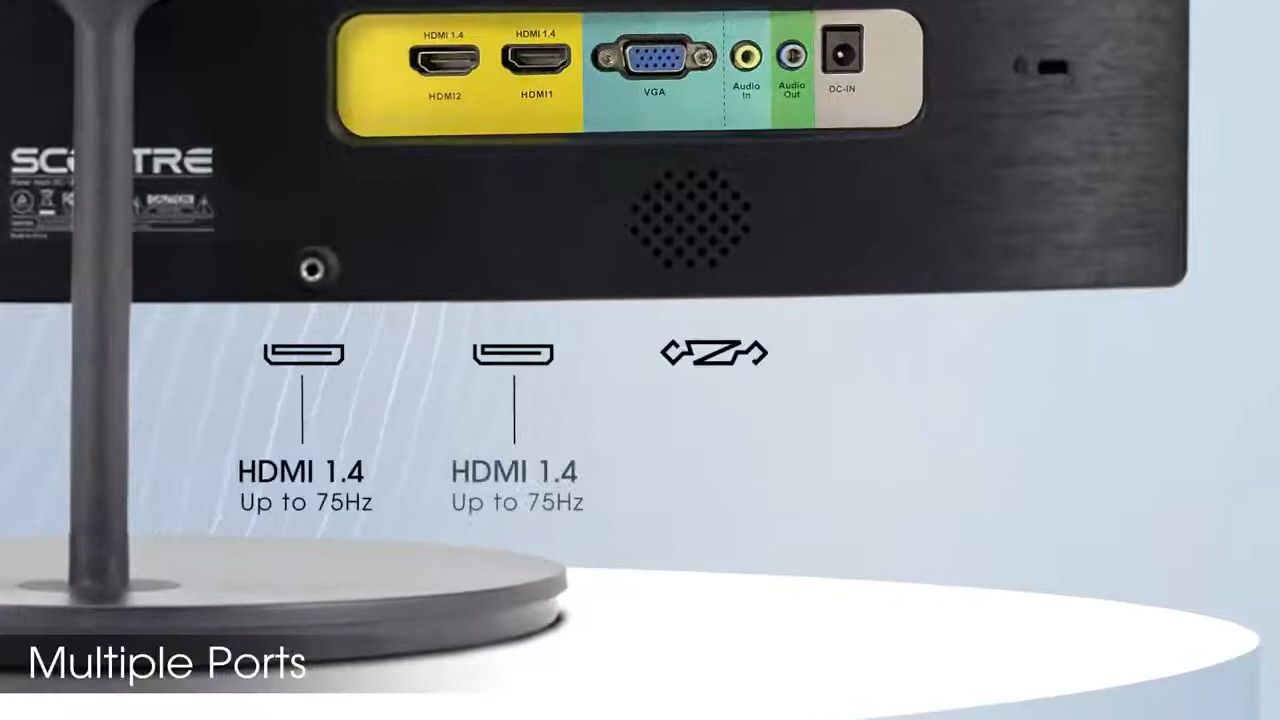 HDMI 1.4
HDMI 1.4
HDMI2
HDMI1
VGA
Audio
In
Audio
Out
DC-IN
HDMI 1.4
Up to 75Hz
HDMI 1.4
Up to 75Hz
Multiple Ports